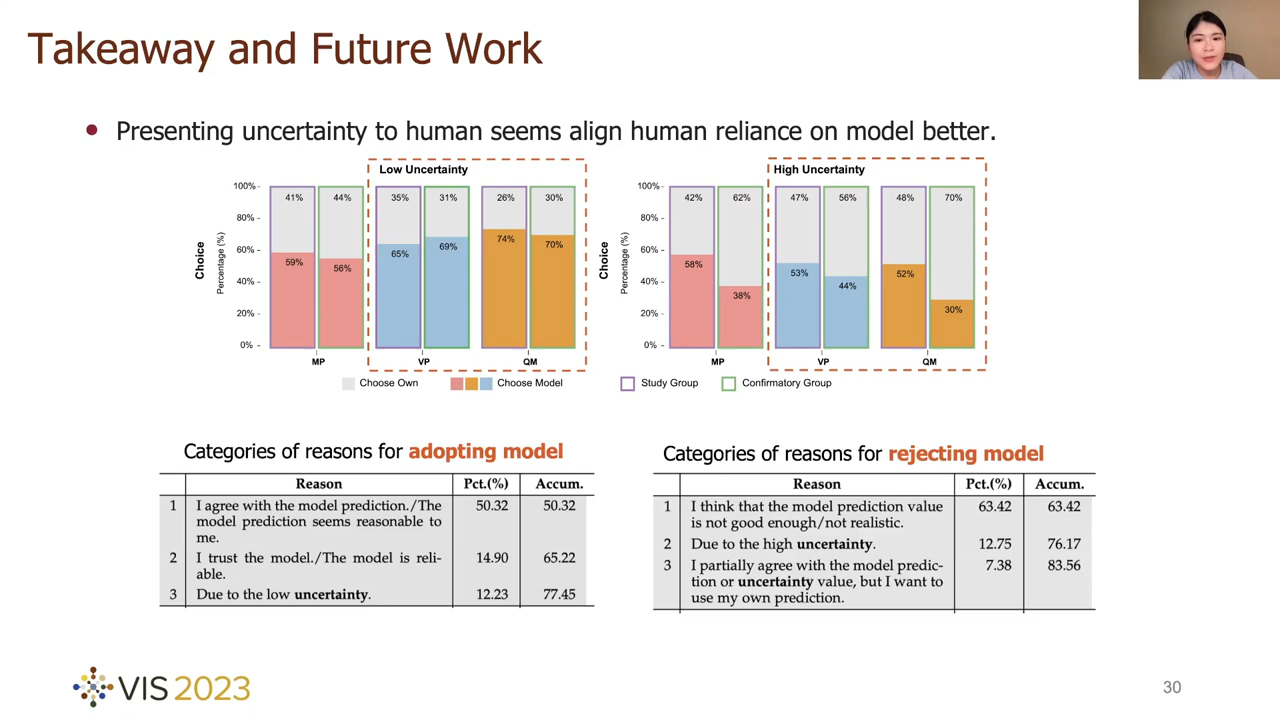 Takeaway and Future Work
• Presenting uncertainty to human seems align human reliance on model better.
Low Uncertainty
Choice
Percentage (%)
100%
80%
60%
40%
20%
0%
41%
44%
35%
31%
26%
30%
59%
56%
65%
69%
74%
70%
MP
VP
QM
High Uncertainty
Choice
Percentage (%)
100%
80%
60%
40%
20%
0%
42%
62%
47%
56%
48%
70%
58%
38%
53%
44%
52%
30%
MP
VP
QM
Choose Own
Choose Model
Study Group
Confirmatory Group
Categories of reasons for adopting model
Reason Pct.(%) Accum.
1 I agree with the model prediction./The 50.32 50.32
model prediction seems reasonable to
me.
2 I trust the model./The model is reli- 14.90 65.22
able.
3 Due to the low uncertainty. 12.23 77.45
Categories of reasons for rejecting model
Reason Pct.(%) Accum.
1 I think that the model prediction value 63.42 63.42
is not good enough/not realistic.
2 Due to the high uncertainty. 12.75 76.17
3 I partially agree with the model predic- 7.38 83.56
tion or uncertainty value, but I want to
use my own prediction.
VIS 2023
30